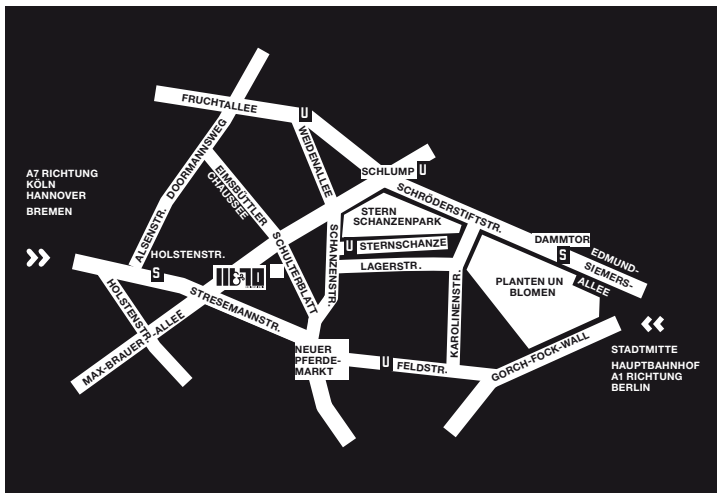 FRUCHTALLEE
U
DOORMANNSWEG
WEIDENALLEE
EIMSBÜTTLER
CHAUSSEE
SCHLUMP U
A7 RICHTUNG
KÖLN
HANNOVER
BREMEN
SCHRÖDERSTIFTSTR.
STERN
SCHANZENPARK
ALSENSTR.
SCHULTERBLATT
SCHANZENSTR.
U STERNSCHANZE
LAGERSTR.
DAMMTOR
S
EDMUND-
SIEMERS-
ALLEE
HOLSTENSTR.
S
HOLSTENSTR.
STRESEMANNSTR.
PLANTEN UN
BLOMEN
KAROLINENSTR.
MAX-BRAUER-ALLEE
NEUER
PFERDE-
MARKT
U FELDSTR.
GORCH-FOCK-WALL
STADTMITTE
HAUPTBAHNHOF
A1 RICHTUNG
BERLIN